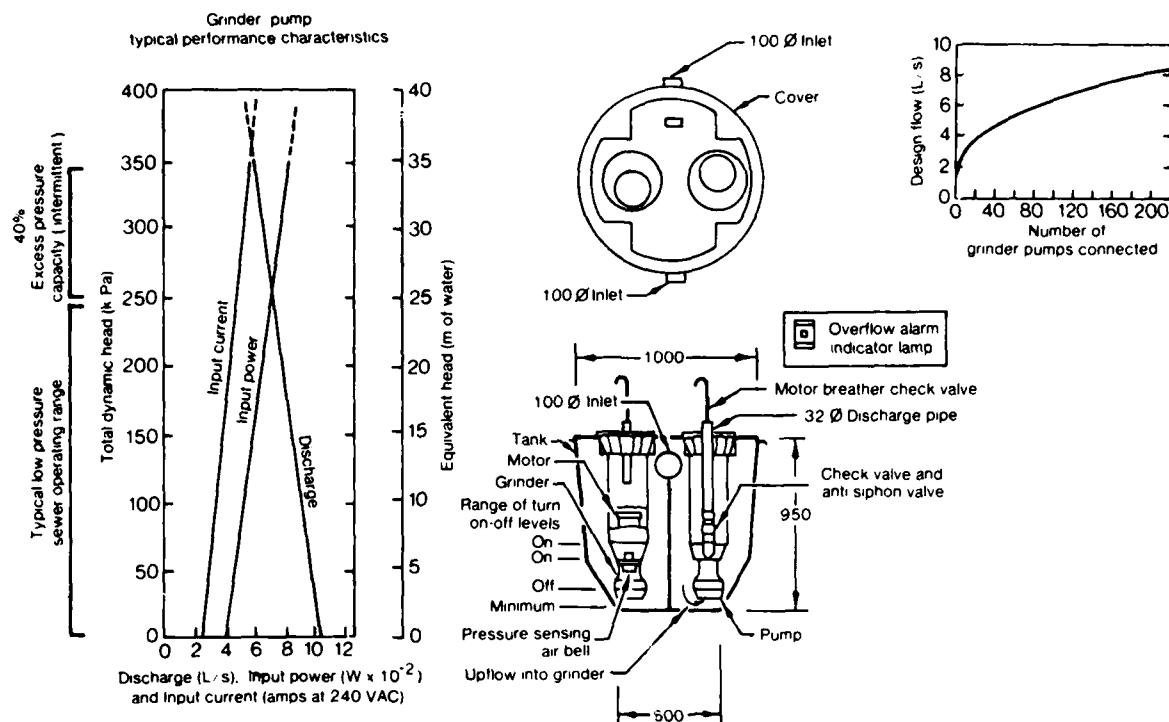 Grinder pump
typical performance characteristics
400
350
300
250
200
150
100
50
0
Total dynamic head (k Pa)
40%
Excess pressure
capacity (intermittent)
Typical low pressure
sewer operating range
Input current
Input power
Discharge
40
35
30
25
20
15
10
5
0
Equivalent head (m of water)
0 2 4 6 8 10 12
Discharge (L/s). Input power (W x 10⁻²)
and Input current (amps at 240 VAC)
100 Ø Inlet
Cover
100 Ø Inlet
10
8
6
4
2
0
Design flow (L/s)
0 40 80 120 160 200
Number of
grinder pumps connected
Overflow alarm
indicator lamp
1000
Motor breather check valve
100 Ø Inlet
32 Ø Discharge pipe
Tank
Motor
Grinder
Range of turn
on-off levels
On
On
Off
Minimum
Pressure sensing
air bell
Upflow into grinder
Check valve and
anti siphon valve
950
Pump
600